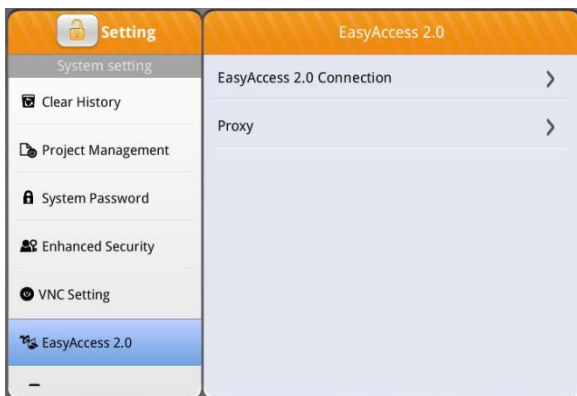 Setting
System setting
Clear History
Project Management
System Password
Enhanced Security
VNC Setting
EasyAccess 2.0
EasyAccess 2.0
EasyAccess 2.0 Connection
Proxy